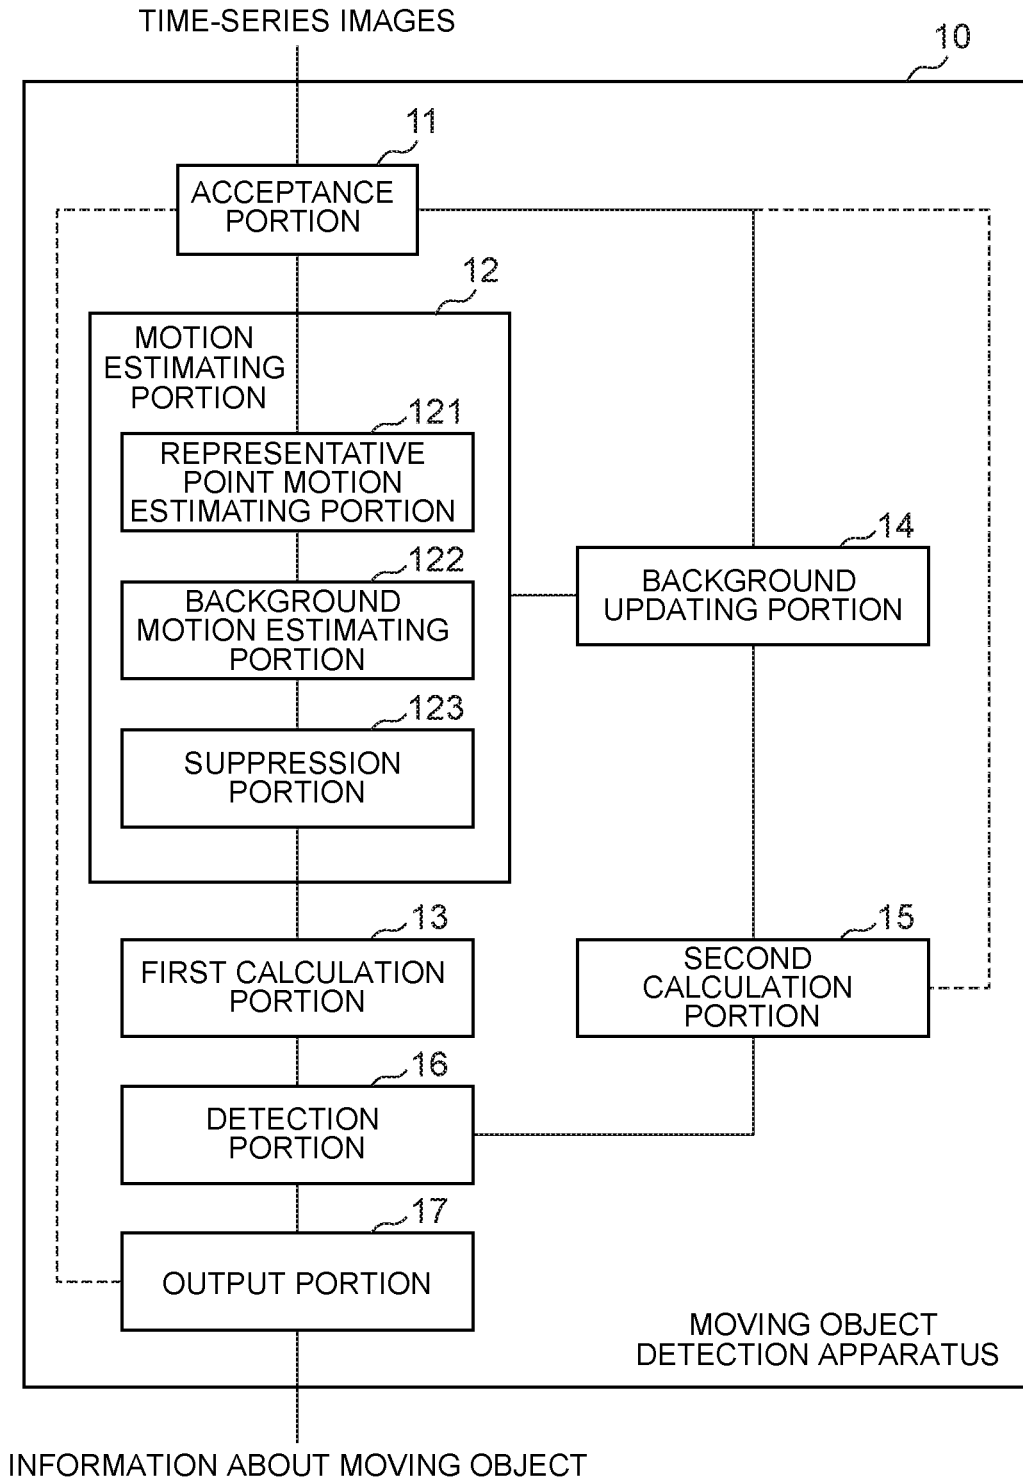 TIME-SERIES IMAGES
10
11
ACCEPTANCE
PORTION
12
MOTION
ESTIMATING
PORTION
121
REPRESENTATIVE
POINT MOTION
ESTIMATING PORTION
14
BACKGROUND
UPDATING PORTION
122
BACKGROUND
MOTION ESTIMATING
PORTION
123
SUPPRESSION
PORTION
13
FIRST CALCULATION
PORTION
15
SECOND
CALCULATION
PORTION
16
DETECTION
PORTION
17
OUTPUT PORTION
MOVING OBJECT
DETECTION APPARATUS
INFORMATION ABOUT MOVING OBJECT